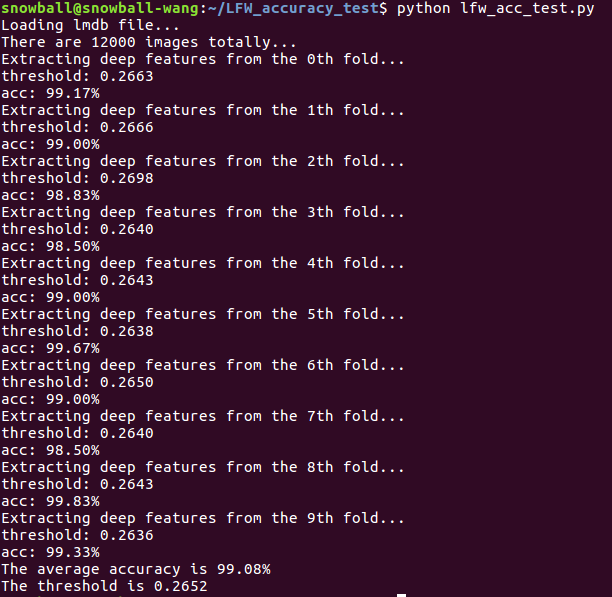 snowball@snowball-wang:~/LFW_accuracy_test$ python lfw_acc_test.py
Loading lmdb file...
There are 12000 images totally...
Extracting deep features from the 0th fold...
threshold: 0.2663
acc: 99.17%
Extracting deep features from the 1th fold...
threshold: 0.2666
acc: 99.00%
Extracting deep features from the 2th fold...
threshold: 0.2698
acc: 98.83%
Extracting deep features from the 3th fold...
threshold: 0.2640
acc: 98.50%
Extracting deep features from the 4th fold...
threshold: 0.2643
acc: 99.00%
Extracting deep features from the 5th fold...
threshold: 0.2638
acc: 99.67%
Extracting deep features from the 6th fold...
threshold: 0.2650
acc: 99.00%
Extracting deep features from the 7th fold...
threshold: 0.2640
acc: 98.50%
Extracting deep features from the 8th fold...
threshold: 0.2643
acc: 99.83%
Extracting deep features from the 9th fold...
threshold: 0.2636
acc: 99.33%
The average accuracy is 99.08%
The threshold is 0.2652